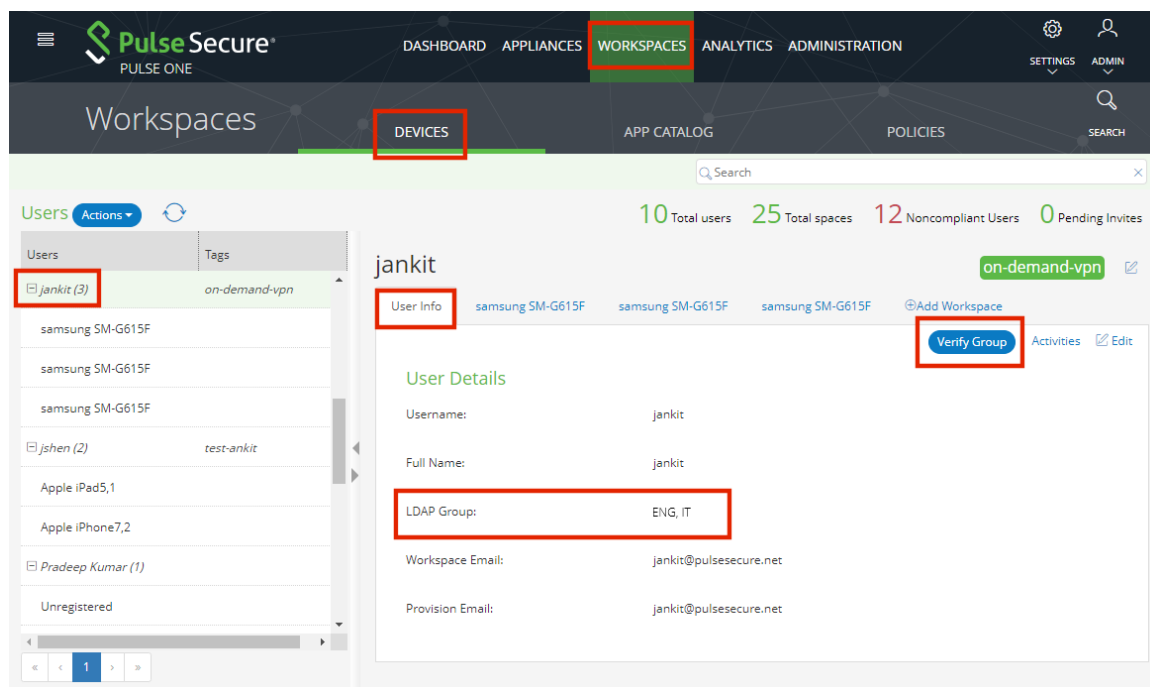 Pulse Secure
PULSE ONE
DASHBOARD APPLIANCES WORKSPACES ANALYTICS ADMINISTRATION
SETTINGS ADMIN
Workspaces
DEVICES APP CATALOG POLICIES
SEARCH
Search
Users Actions
10 Total users 25 Total spaces 12 Noncompliant Users 0 Pending Invites
Users Tags
jankit (3) on-demand-vpn
samsung SM-G615F
samsung SM-G615F
samsung SM-G615F
jshen (2) test-ankit
Apple iPad5,1
Apple iPhone7,2
Pradeep Kumar (1)
Unregistered
« ‹ 1 › »
jankit on-demand-vpn
User Info samsung SM-G615F samsung SM-G615F samsung SM-G615F Add Workspace
Verify Group Activities Edit
User Details
Username: jankit
Full Name: jankit
LDAP Group: ENG, IT
Workspace Email: jankit@pulsesecure.net
Provision Email: jankit@pulsesecure.net